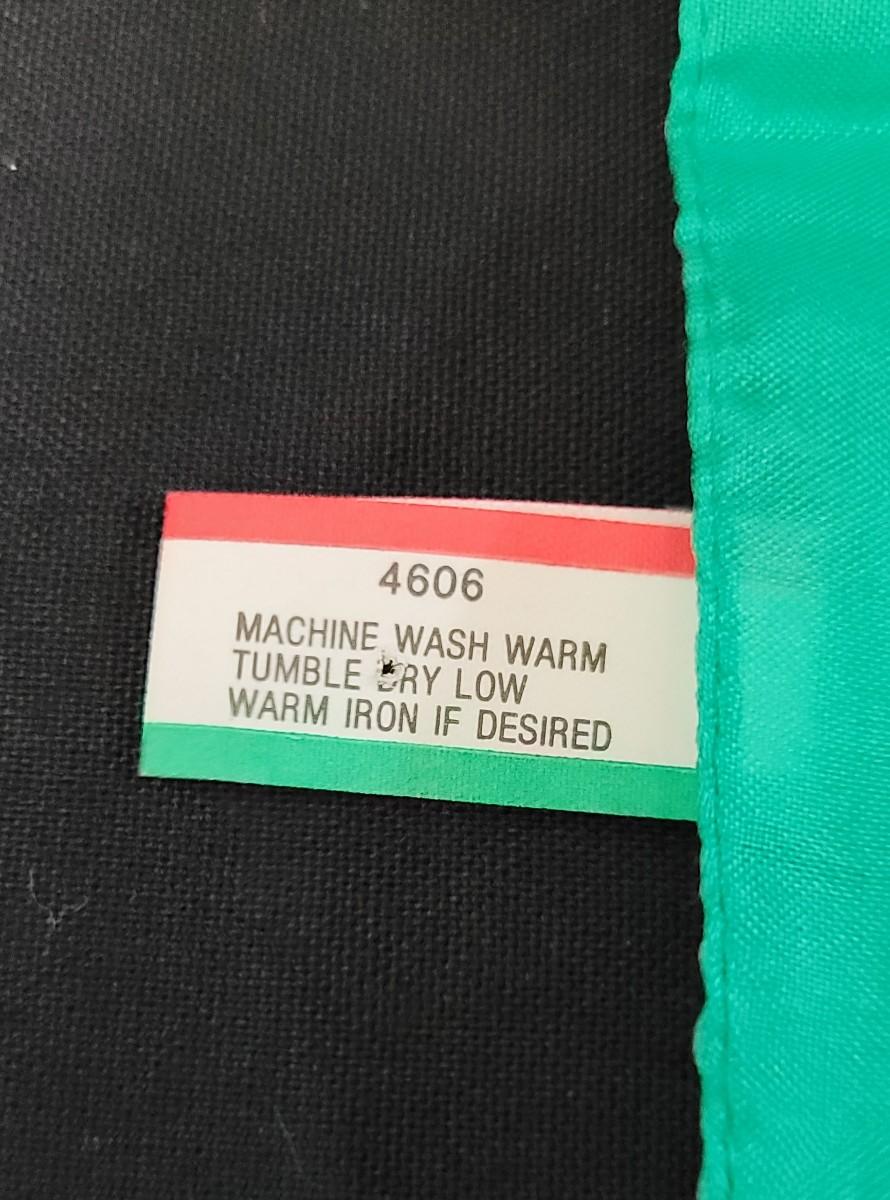 4606
MACHINE WASH WARM
TUMBLE DRY LOW
WARM IRON IF DESIRED